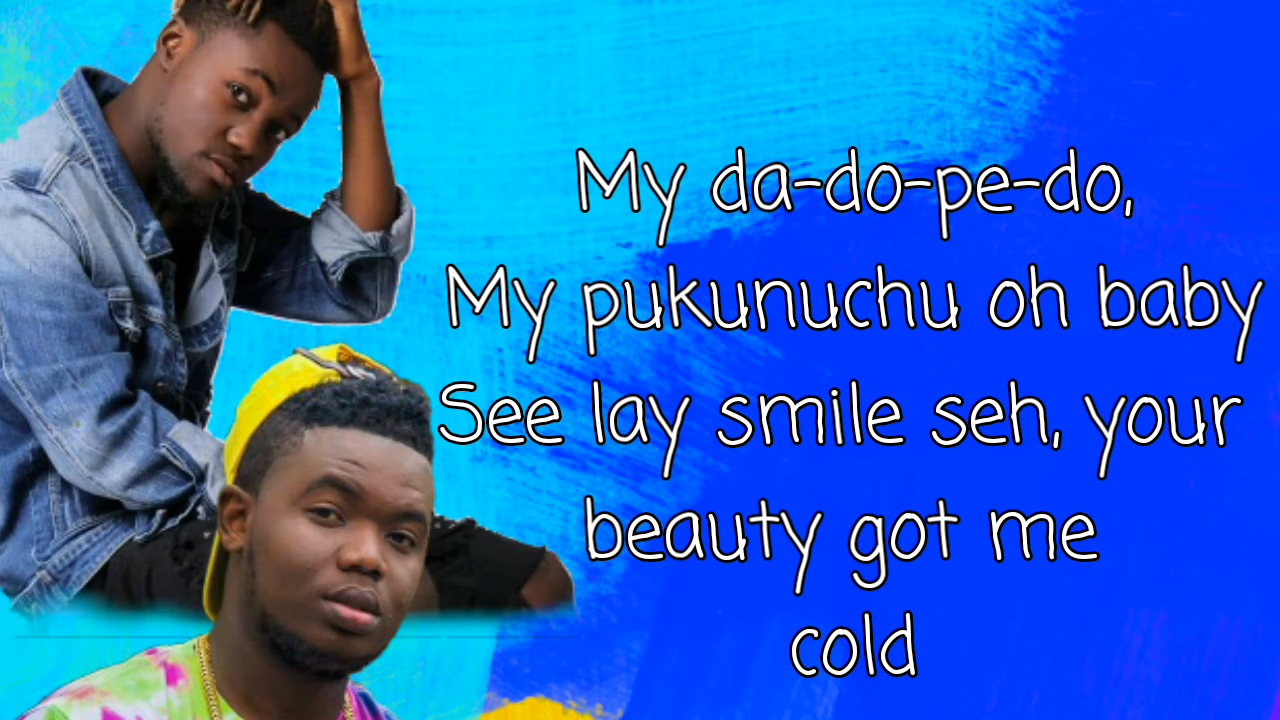 My da-do-pe-do,
My pukunuchu oh baby
See lay smile seh, your
beauty got me
cold